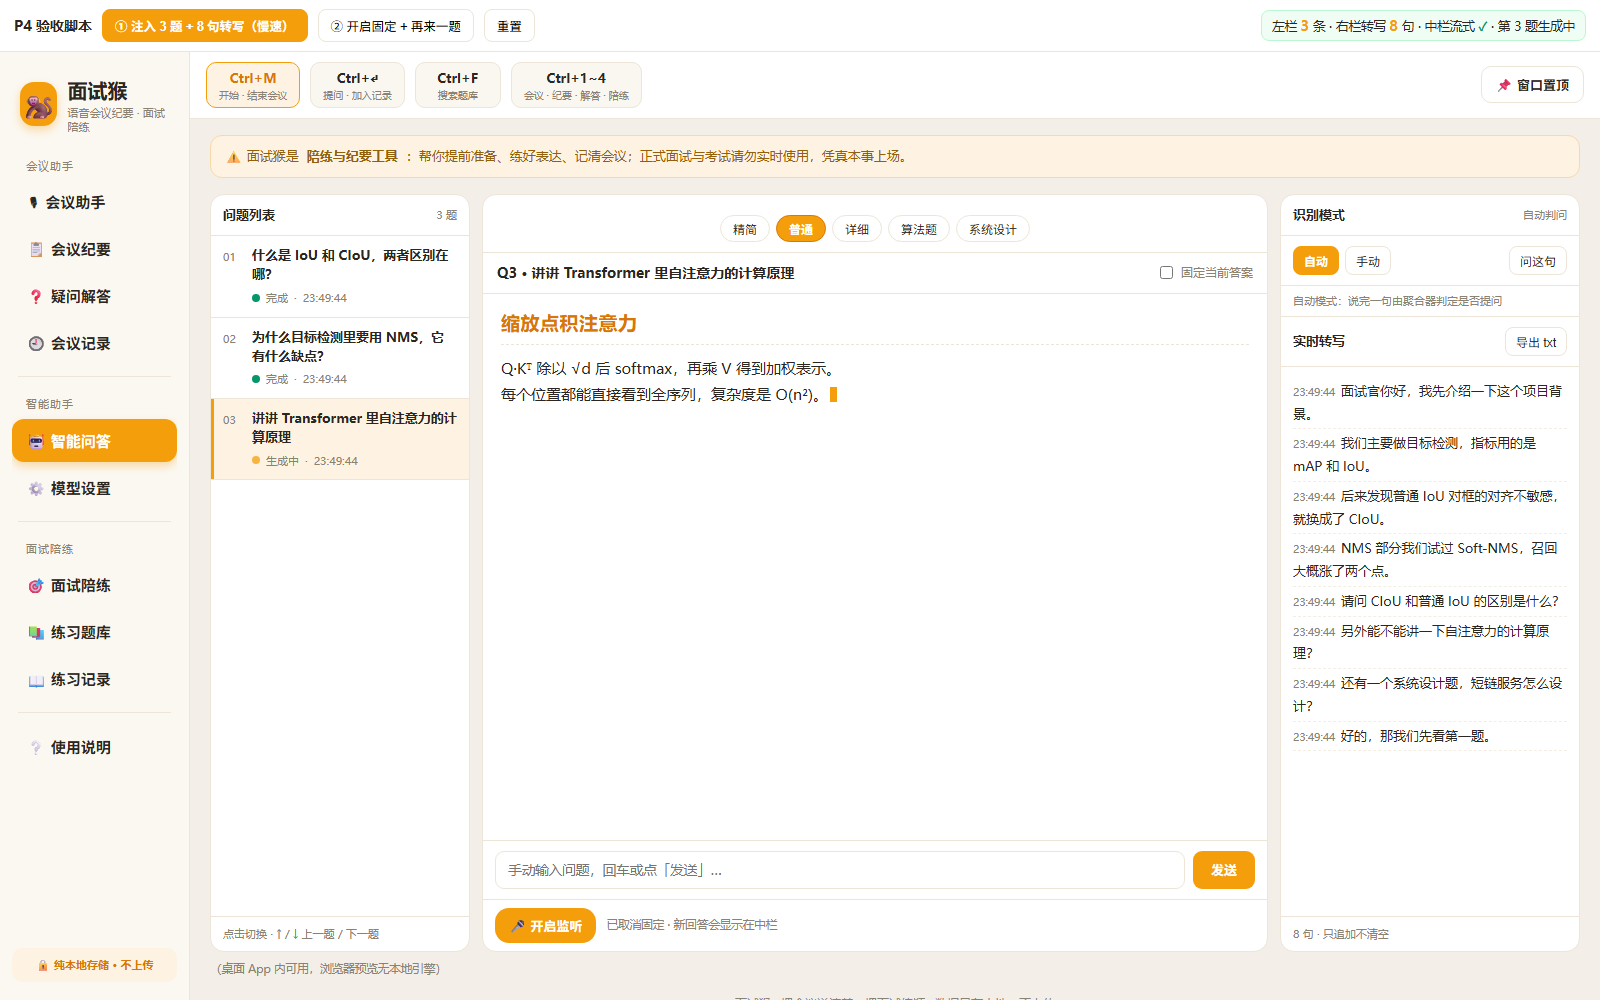 P4 验收脚本
① 注入 3 题 + 8 句转写（慢速）
② 开启固定 + 再来一题
重置
左栏 3 条 · 右栏转写 8 句 · 中栏流式 ✓ · 第 3 题生成中
面试猴
语音会议纪要 · 面试
陪练
会议助手
会议助手
会议纪要
疑问解答
会议记录
智能助手
智能问答
模型设置
面试陪练
面试陪练
练习题库
练习记录
使用说明
纯本地存储 • 不上传
Ctrl+M
开始 · 结束会议
Ctrl+↵
提问 · 加入记录
Ctrl+F
搜索题库
Ctrl+1~4
会议 · 纪要 · 解答 · 陪练
窗口置顶
面试猴是 陪练与纪要工具 ：帮你提前准备、练好表达、记清会议；正式面试与考试请勿实时使用，凭真本事上场。
问题列表
3 题
01 什么是 IoU 和 CIoU，两者区别在
哪？
完成 · 23:49:44
02 为什么目标检测里要用 NMS，它
有什么缺点？
完成 · 23:49:44
03 讲讲 Transformer 里自注意力的计
算原理
生成中 · 23:49:44
点击切换 · ↑ / ↓ 上一题 / 下一题
精简
普通
详细
算法题
系统设计
Q3 • 讲讲 Transformer 里自注意力的计算原理
固定当前答案
缩放点积注意力
Q·Kᵀ 除以 √d 后 softmax，再乘 V 得到加权表示。
每个位置都能直接看到全序列，复杂度是 O(n²)。
手动输入问题，回车或点「发送」…
发送
开启监听
已取消固定 · 新回答会显示在中栏
识别模式
自动判问
自动
手动
问这句
自动模式：说完一句由聚合器判定是否提问
实时转写
导出 txt
23:49:44 面试官你好，我先介绍一下这个项目背
景。
23:49:44 我们主要做目标检测，指标用的是
mAP 和 IoU。
23:49:44 后来发现普通 IoU 对框的对齐不敏感，
就换成了 CIoU。
23:49:44 NMS 部分我们试过 Soft-NMS，召回
大概涨了两个点。
23:49:44 请问 CIoU 和普通 IoU 的区别是什么？
23:49:44 另外能不能讲一下自注意力的计算原
理？
23:49:44 还有一个系统设计题，短链服务怎么设
计？
23:49:44 好的，那我们先看第一题。
8 句 · 只追加不清空
（桌面 App 内可用，浏览器预览无本地引擎）